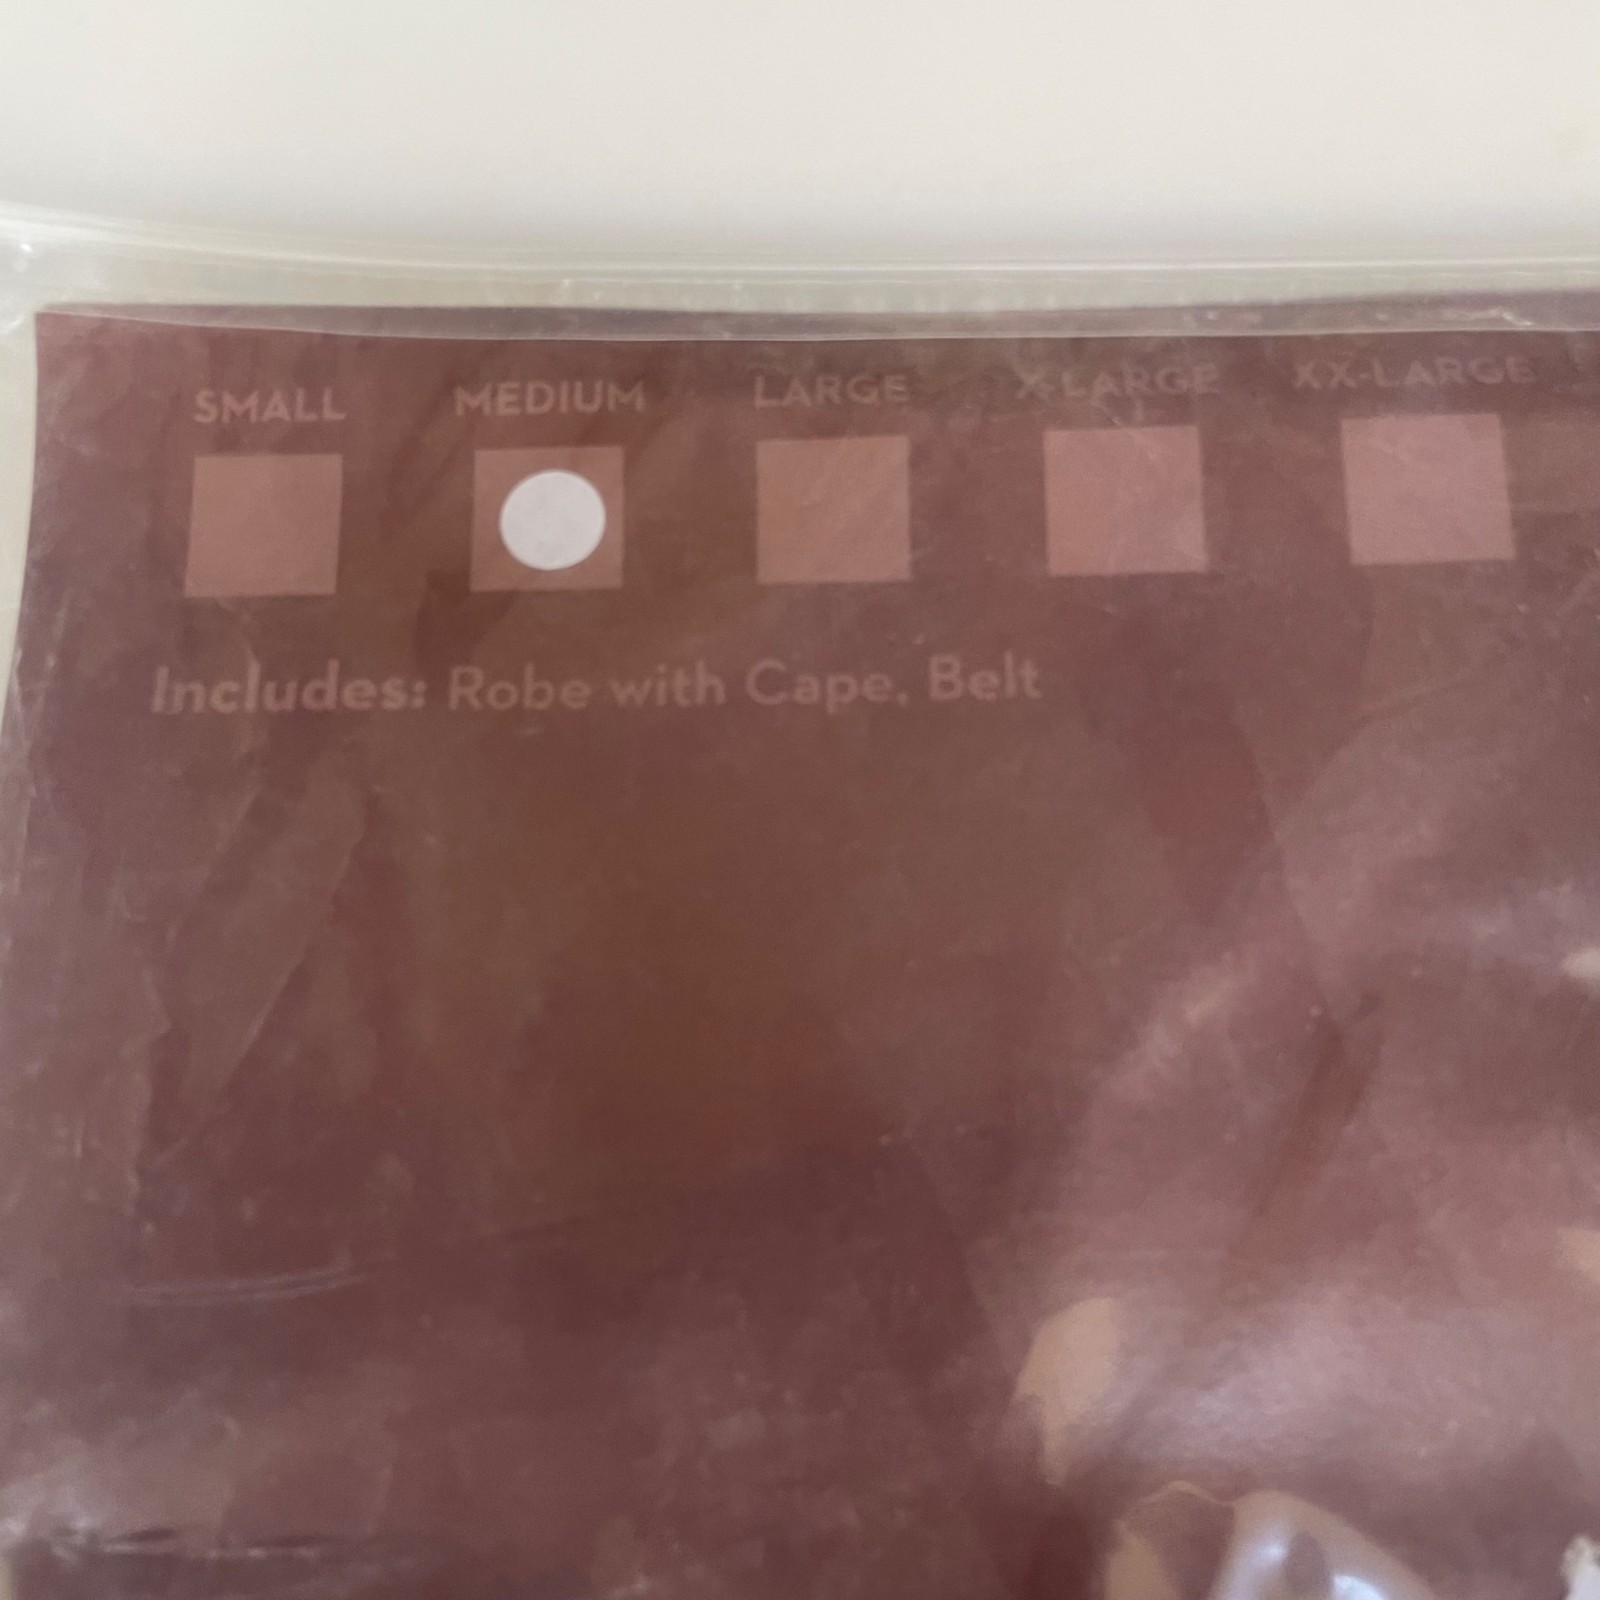 SMALL MEDIUM LARGE X-LARGE XX-LARGE
Includes: Robe with Cape, Belt